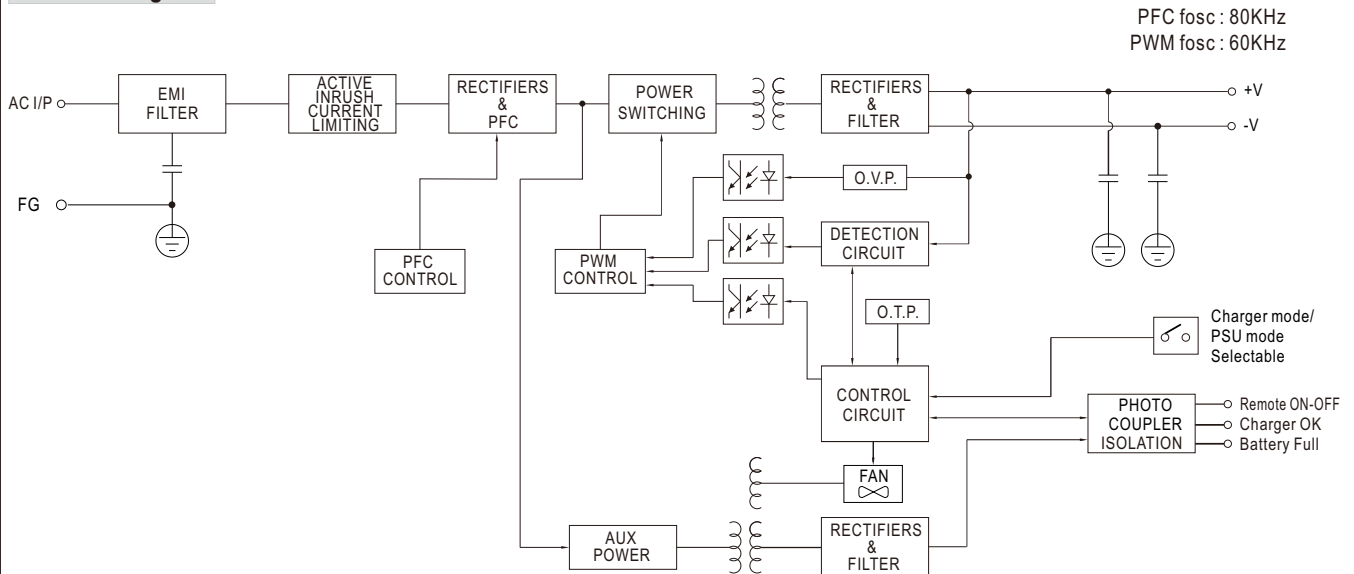 PFC fosc : 80KHz
PWM fosc : 60KHz
AC I/P
EMI
FILTER
ACTIVE
INRUSH
CURRENT
LIMITING
RECTIFIERS
&
PFC
POWER
SWITCHING
RECTIFIERS
&
FILTER
+V
-V
O.V.P.
FG
DETECTION
CIRCUIT
PFC
CONTROL
PWM
CONTROL
O.T.P.
Charger mode/
PSU mode
Selectable
CONTROL
CIRCUIT
PHOTO
COUPLER
ISOLATION
Remote ON-OFF
Charger OK
Battery Full
FAN
AUX
POWER
RECTIFIERS
&
FILTER